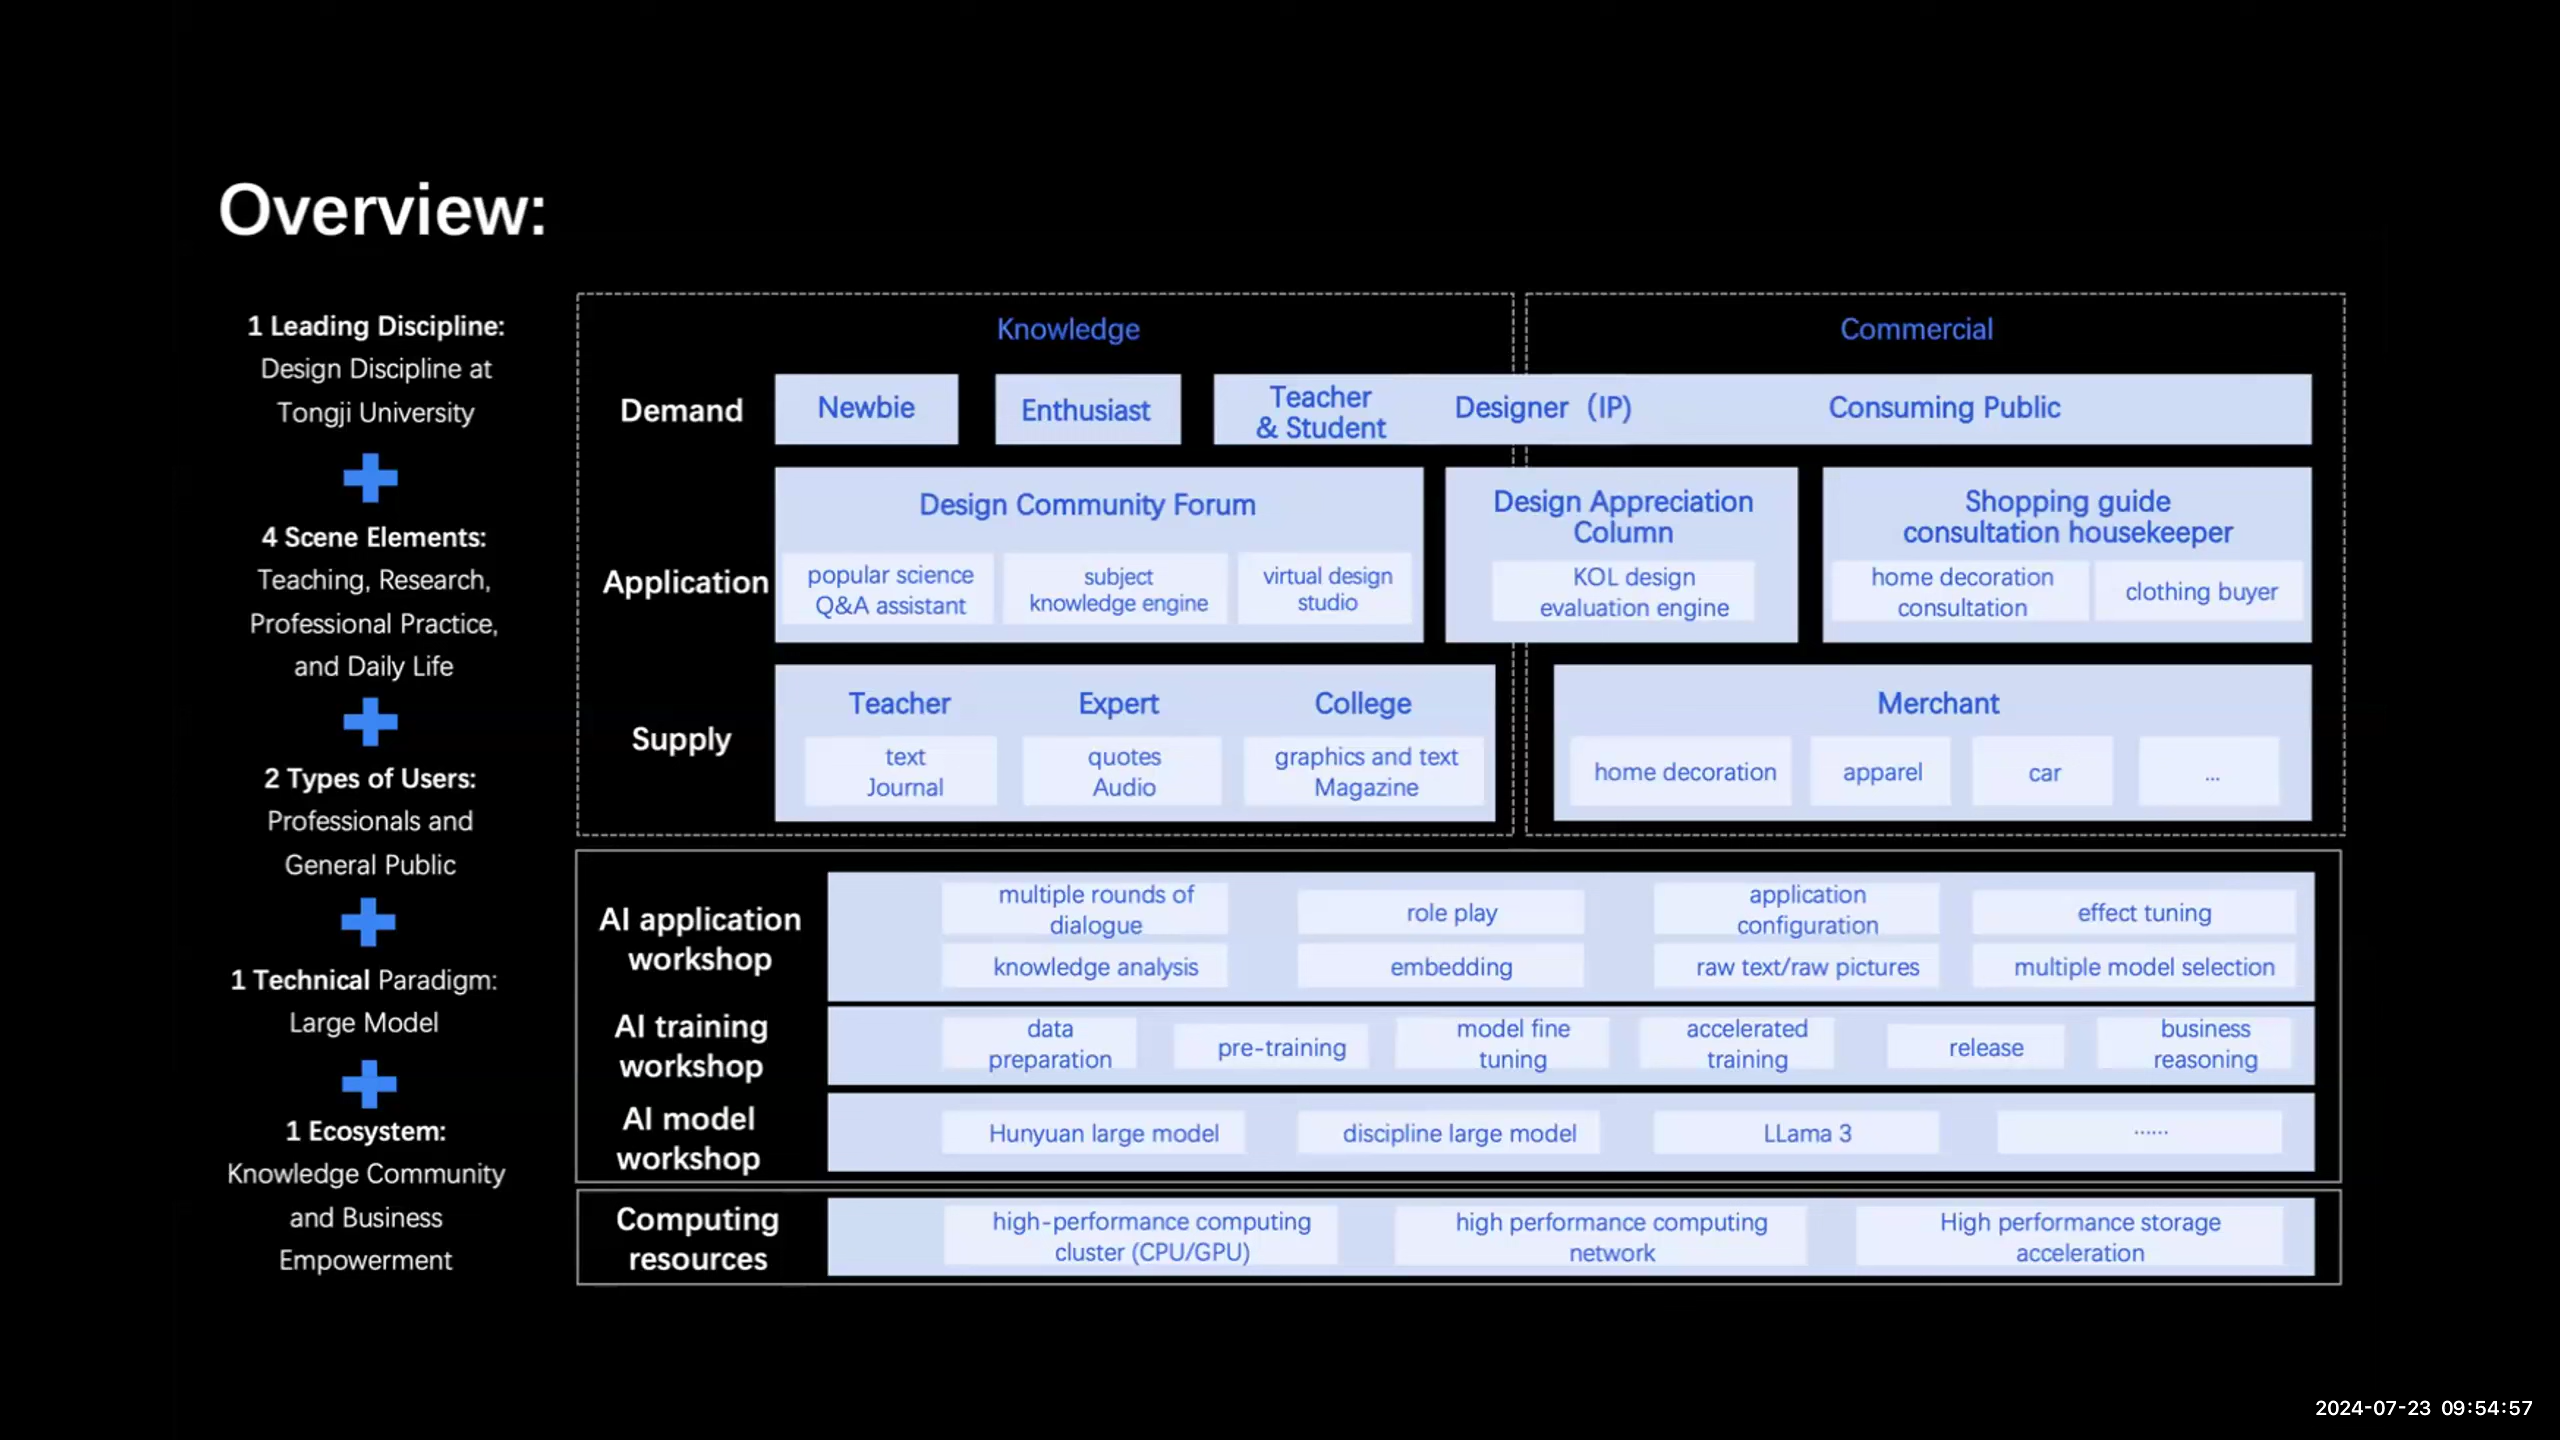 Overview:
1 Leading Discipline:
Design Discipline at
Tongji University
4 Scene Elements:
Teaching, Research,
Professional Practice,
and Daily Life
2 Types of Users:
Professionals and
General Public
1 Technical Paradigm:
Large Model
1 Ecosystem:
Knowledge Community
and Business
Empowerment
Knowledge
Commercial
Demand
Newbie
Enthusiast
Teacher
& Student
Designer（IP)
Consuming Public
Application
Design Community Forum
popular science
Q&A assistant
subject
knowledge engine
virtual design
studio
Design Appreciation
Column
KOL design
evaluation engine
Shopping guide
consultation housekeeper
home decoration
consultation
clothing buyer
Supply
Teacher
text
Journal
Expert
quotes
Audio
College
graphics and text
Magazine
Merchant
home decoration
apparel
car
...
AI application
workshop
multiple rounds of
dialogue
role play
application
configuration
effect tuning
knowledge analysis
embedding
raw text/raw pictures
multiple model selection
AI training
workshop
data
preparation
pre-training
model fine
tuning
accelerated
training
release
business
reasoning
AI model
workshop
Hunyuan large model
discipline large model
LLama 3
······
Computing
resources
high-performance computing
cluster (CPU/GPU)
high performance computing
network
High performance storage
acceleration
2024-07-23 09:54:57